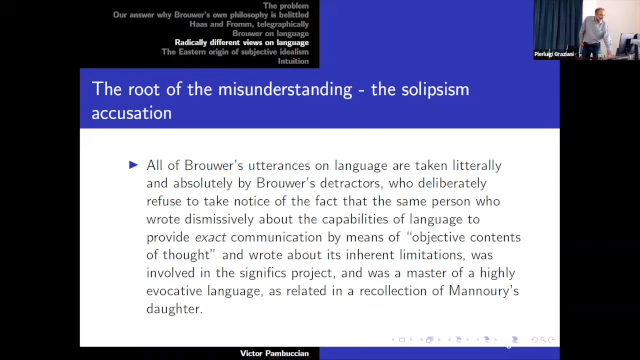 The problem
Our answer why Brouwer's own philosophy is belittled
Haas and Fromm, telegraphically
Brouwer on language
Radically different views on language
The Eastern origin of subjective idealism
Intuition
Pierluigi Graziani
The root of the misunderstanding - the solipsism
accusation
All of Brouwer's utterances on language are taken litterally
and absolutely by Brouwer's detractors, who deliberately
refuse to take notice of the fact that the same person who
wrote dismissively about the capabilities of language to
provide exact communication by means of "objective contents
of thought" and wrote about its inherent limitations, was
involved in the significs project, and was a master of a highly
evocative language, as related in a recollection of Mannoury's
daughter.
Victor Pambuccian